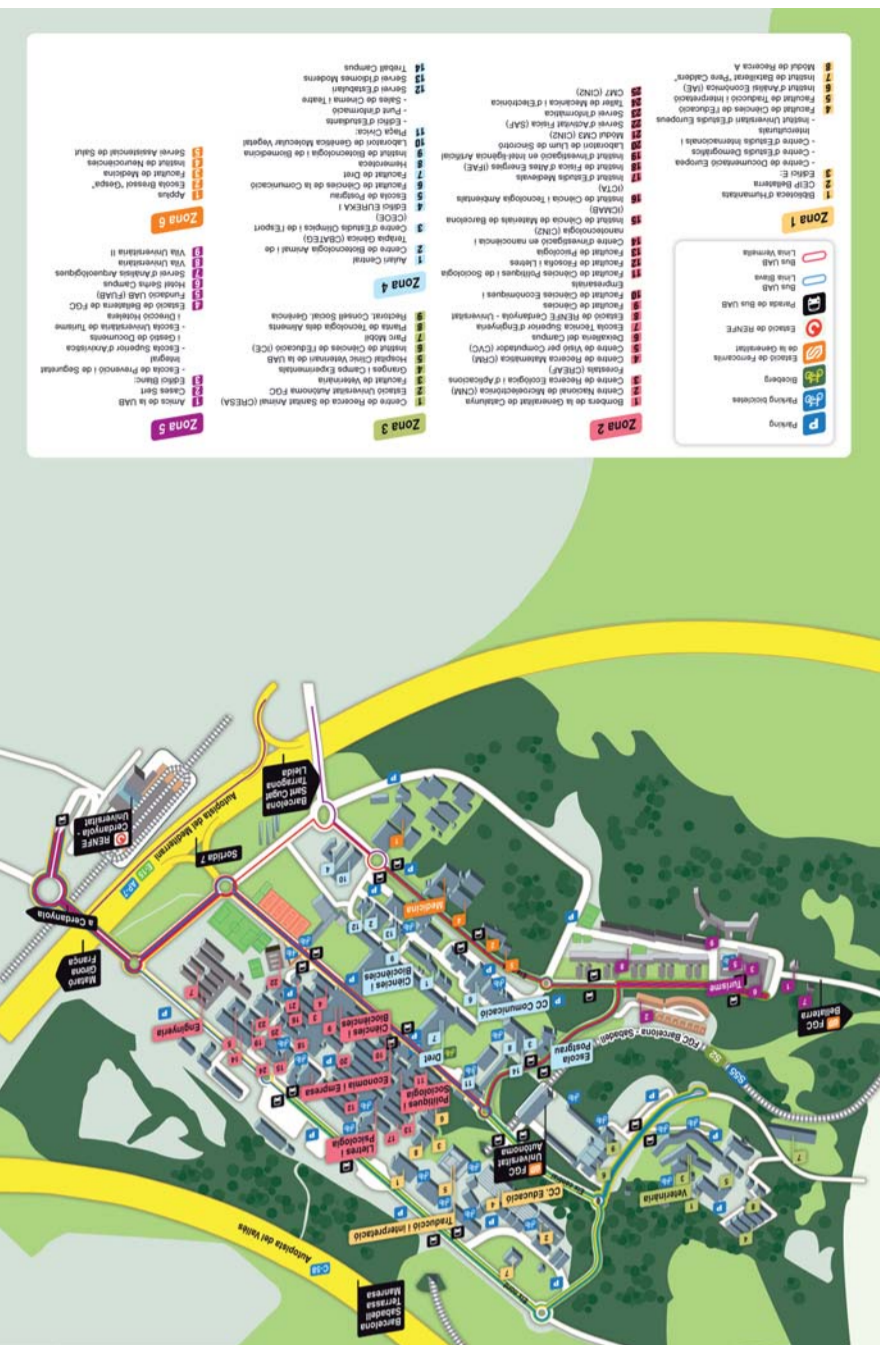 Barcelona
Sabadell
Terrassa
Manresa
C-58
Autopista del Vallès
Eix nord
Traducció i interpretació
CC. Educació
Veterinària
FGC
Universitat
Autònoma
Lletres i
Psicologia
Polítiques i
Sociologia
Economia i Empresa
Enginyeria
Ciències i
Biociències
Dret
Escola
Postgrau
CC Comunicació
Ciències i
Biociències
Medicina
Turisme
FGC
Bellaterra
FGC Barcelona - Sabadell
S2
S55
Mataró
Girona
França
a Cerdanyola
Sortida 7
AP-7
E-15
Autopista del Mediterrani
RENFE
Cerdanyola -
Universitat
Barcelona
Sant Cugat
Tarragona
Lleida
P Parking
Parking bicicletes
Biceberg
Estació de Ferrocarrils
de la Generalitat
Estació de RENFE
Parada de Bus UAB
Bus UAB
Línia Blava
Bus UAB
Línia Vermella
Zona 1
1 Biblioteca d'Humanitats
2 CEIP Bellaterra
3 Edifici E:
- Centre de Documentació Europea
- Centre d'Estudis Demogràfics
- Centre d'Estudis Internacionals i
Interculturals
- Institut Universitari d'Estudis Europeus
4 Facultat de Ciències de l'Educació
5 Facultat de Traducció i Interpretació
6 Institut d'Anàlisi Econòmica (IAE)
7 Institut de Batxillerat "Pere Calders"
8 Mòdul de Recerca A
Zona 2
1 Bombers de la Generalitat de Catalunya
2 Centre Nacional de Microelectrònica (CNM)
3 Centre de Recerca Ecològica i d'Aplicacions
Forestals (CREAF)
4 Centre de Recerca Matemàtica (CRM)
5 Centre de Visió per Computador (CVC)
6 Deixalleria del Campus
7 Escola Tècnica Superior d'Enginyeria
8 Estació de RENFE Cerdanyola - Universitat
9 Facultat de Ciències
10 Facultat de Ciències Econòmiques i
Empresarials
11 Facultat de Ciències Polítiques i de Sociologia
12 Facultat de Filosofia i Lletres
13 Facultat de Psicologia
14 Centre d'investigació en nanociència i
nanotecnologia (CIN2)
15 Institut de Ciència de Materials de Barcelona
(ICMAB)
16 Institut de Ciència i Tecnologia Ambientals
(ICTA)
17 Institut d'Estudis Medievals
18 Institut de Física d'Altes Energies (IFAE)
19 Institut d'Investigació en Intel·ligència Artificial
20 Laboratori de Llum de Sincrotró
21 Mòdul CM3 (CIN2)
22 Servei d'Activitat Física (SAF)
23 Servei d'Informàtica
24 Taller de Mecànica i d'Electrònica
25 CM7 (CIN2)
Zona 3
1 Centre de Recerca de Sanitat Animal (CRESA)
2 Estació Universitat Autònoma FGC
3 Facultat de Veterinària
4 Granges i Camps Experimentals
5 Hospital Clínic Veterinari de la UAB
6 Institut de Ciències de l'Educació (ICE)
7 Parc Mòbil
8 Planta de Tecnologia dels Aliments
9 Rectorat. Consell Social. Gerència
Zona 4
1 Aulari Central
2 Centre de Biotecnologia Animal i de
Teràpia Gènica (CBATEG)
3 Centre d'Estudis Olímpics i de l'Esport
(CEOE)
4 Edifici EUREKA i
5 Escola de Postgrau
6 Facultat de Ciències de la Comunicació
7 Facultat de Dret
8 Hemeroteca
9 Institut de Biotecnologia i de Biomedicina
10 Laboratori de Genètica Molecular Vegetal
11 Plaça Cívica:
- Edifici d'Estudiants
- Punt d'Informació
- Sales de Cinema i Teatre
12 Servei d'Estabulari
13 Servei d'Idiomes Moderns
14 Treball Campus
Zona 5
1 Amics de la UAB
2 Cases Sert
3 Edifici Blanc:
- Escola de Prevenció i de Seguretat
Integral
- Escola Superior d'Arxivística
i Gestió de Documents
- Escola Universitària de Turisme
i Direcció Hotelera
4 Estació de Bellaterra de FGC
5 Fundació UAB (FUAB)
6 Hotel Serhs Campus
7 Servei d'Anàlisis Arqueològiques
8 Vila Universitària
9 Vila Universitària II
Zona 6
1 Applus
2 Escola Bressol "Gespa"
3 Facultat de Medicina
4 Institut de Neurociències
5 Servei Assistencial de Salut